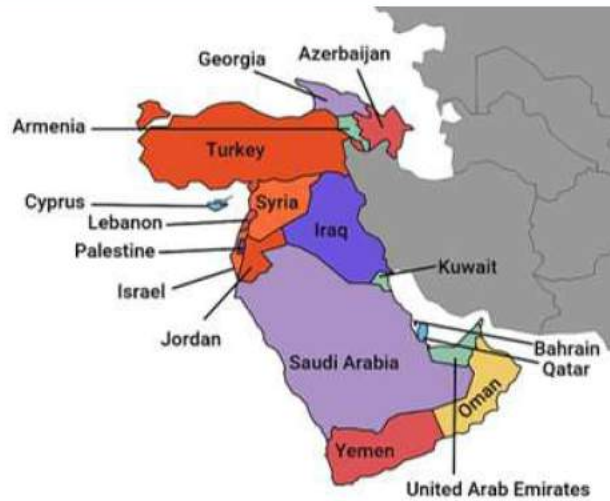 Azerbaijan
Georgia
Armenia
Turkey
Cyprus
Syria
Lebanon
Iraq
Palestine
Kuwait
Israel
Jordan
Bahrain
Saudi Arabia
Qatar
Oman
Yemen
United Arab Emirates